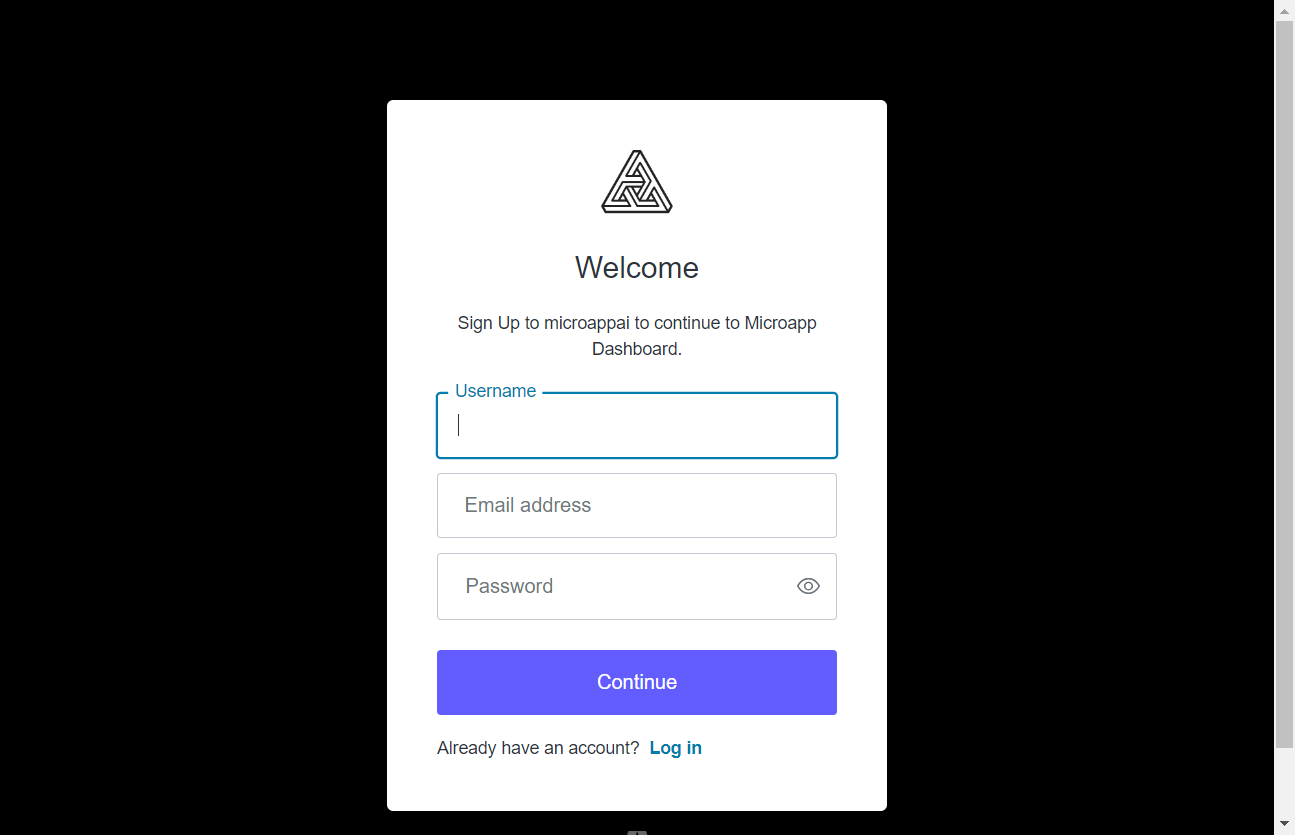 Welcome
Sign Up to microappai to continue to Microapp
Dashboard.
Username
Email address
Password
Continue
Already have an account? Log in